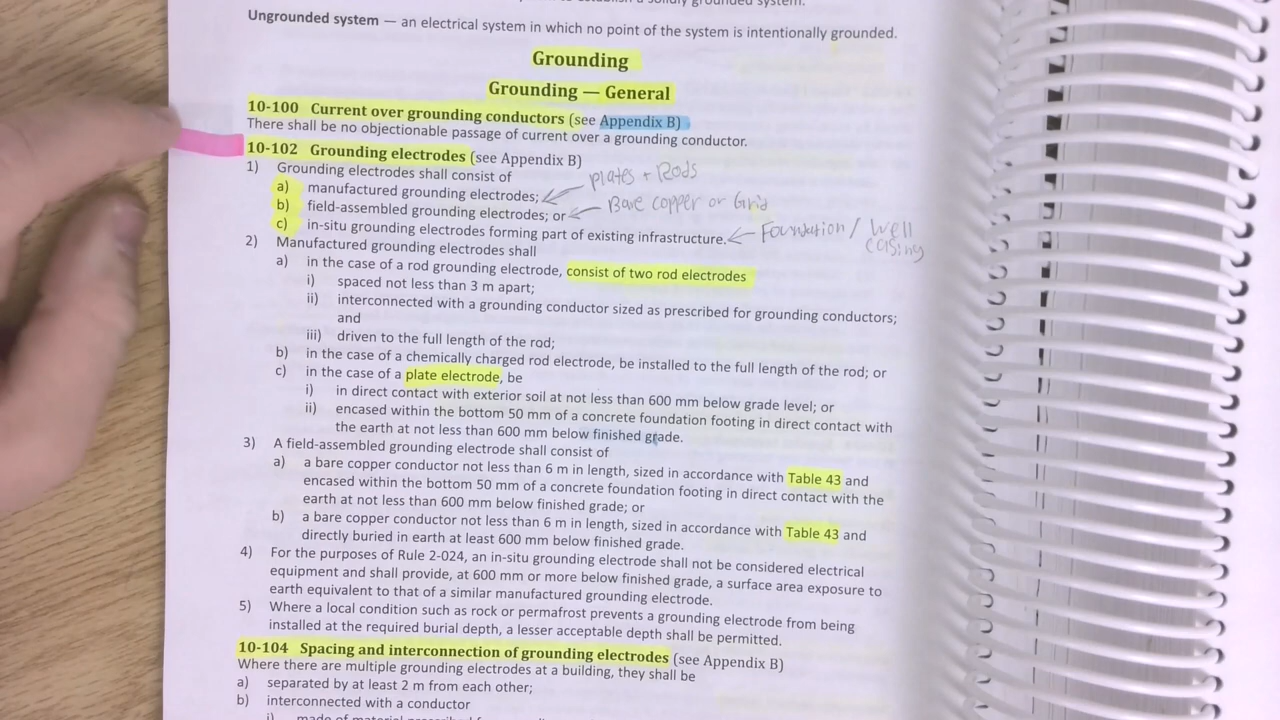 solidly grounded system.
Ungrounded system — an electrical system in which no point of the system is intentionally grounded.
Grounding
Grounding — General
10-100 Current over grounding conductors (see Appendix B)
There shall be no objectionable passage of current over a grounding conductor.
10-102 Grounding electrodes (see Appendix B)
1) Grounding electrodes shall consist of
a) manufactured grounding electrodes; plates + Rods
b) field-assembled grounding electrodes; or Bare copper or Grid
c) in-situ grounding electrodes forming part of existing infrastructure. Foundation / Well
casing
2) Manufactured grounding electrodes shall
a) in the case of a rod grounding electrode, consist of two rod electrodes
i) spaced not less than 3 m apart;
ii) interconnected with a grounding conductor sized as prescribed for grounding conductors;
and
iii) driven to the full length of the rod;
b) in the case of a chemically charged rod electrode, be installed to the full length of the rod; or
c) in the case of a plate electrode, be
i) in direct contact with exterior soil at not less than 600 mm below grade level; or
ii) encased within the bottom 50 mm of a concrete foundation footing in direct contact with
the earth at not less than 600 mm below finished grade.
3) A field-assembled grounding electrode shall consist of
a) a bare copper conductor not less than 6 m in length, sized in accordance with Table 43 and
encased within the bottom 50 mm of a concrete foundation footing in direct contact with the
earth at not less than 600 mm below finished grade; or
b) a bare copper conductor not less than 6 m in length, sized in accordance with Table 43 and
directly buried in earth at least 600 mm below finished grade.
4) For the purposes of Rule 2-024, an in-situ grounding electrode shall not be considered electrical
equipment and shall provide, at 600 mm or more below finished grade, a surface area exposure to
earth equivalent to that of a similar manufactured grounding electrode.
5) Where a local condition such as rock or permafrost prevents a grounding electrode from being
installed at the required burial depth, a lesser acceptable depth shall be permitted.
10-104 Spacing and interconnection of grounding electrodes (see Appendix B)
Where there are multiple grounding electrodes at a building, they shall be
a) separated by at least 2 m from each other;
b) interconnected with a conductor
i) made of material prescribed